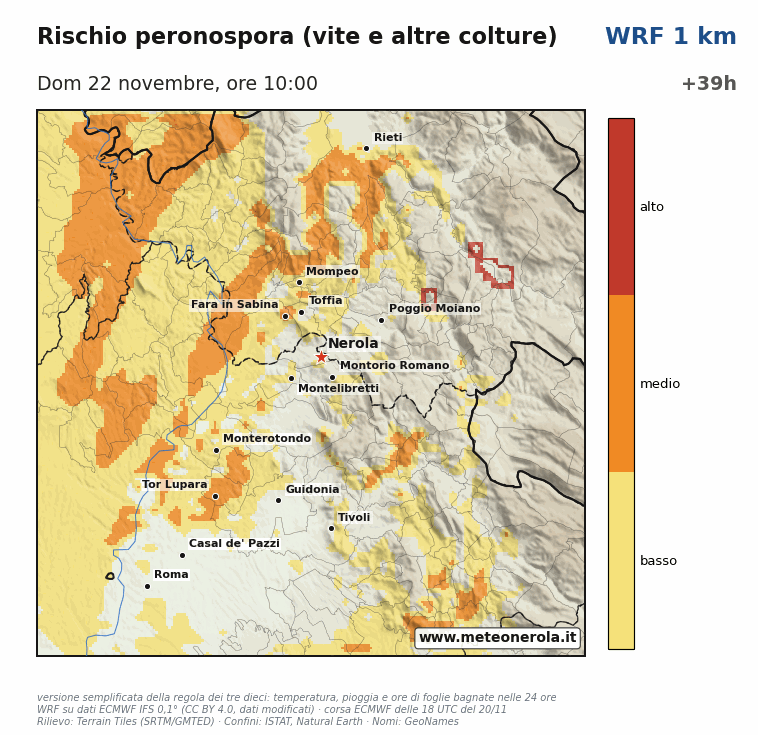 Rischio peronospora (vite e altre colture)
WRF 1 km
Dom 22 novembre, ore 10:00
+39h
Rieti
alto
Mompeo
Fara in Sabina
Toffia
Poggio Moiano
Nerola
Montorio Romano
medio
Montelibretti
Monterotondo
Tor Lupara
Guidonia
Tivoli
Casal de' Pazzi
basso
Roma
www.meteonerola.it
versione semplificata della regola dei tre dieci: temperatura, pioggia e ore di foglie bagnate nelle 24 ore
WRF su dati ECMWF IFS 0,1° (CC BY 4.0, dati modificati) · corsa ECMWF delle 18 UTC del 20/11
Rilievo: Terrain Tiles (SRTM/GMTED) · Confini: ISTAT, Natural Earth · Nomi: GeoNames